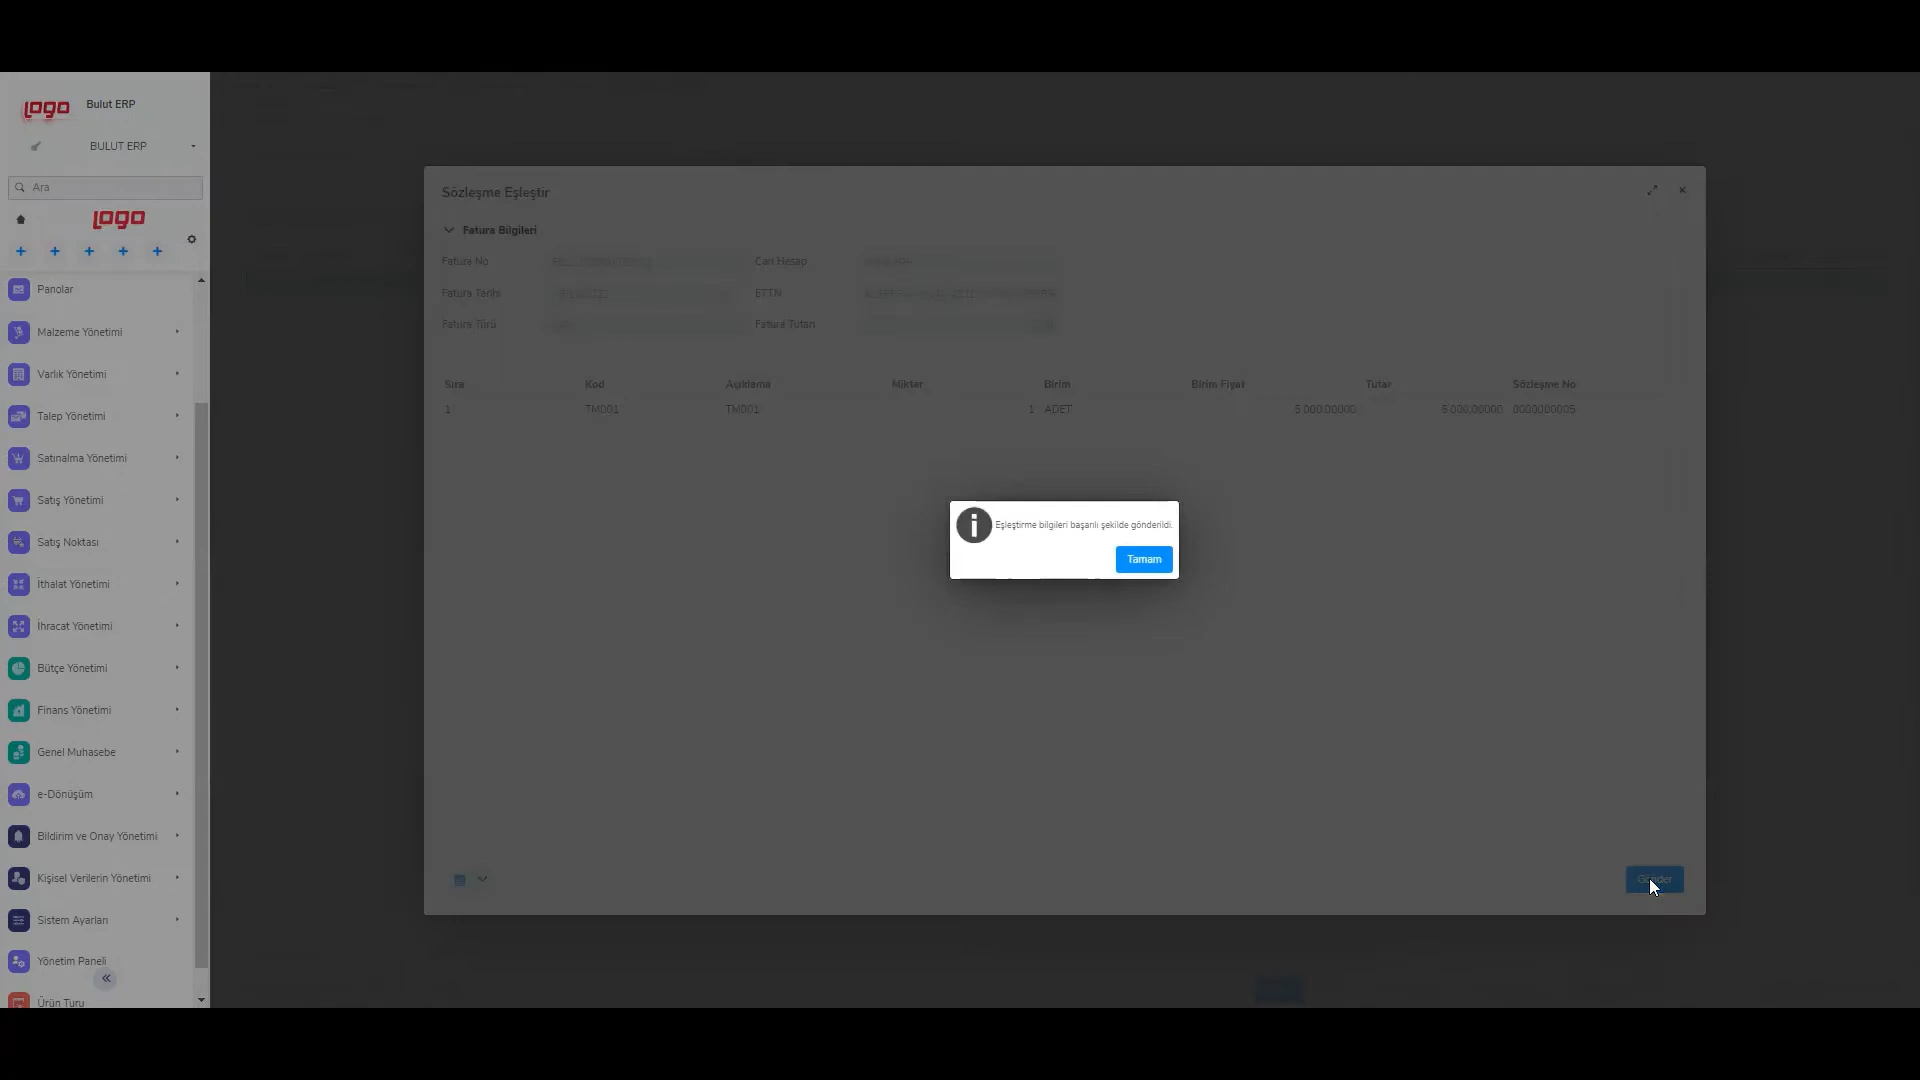 logo
Bulut ERP
BULUT ERP
Ara
logo
Panolar
Malzeme Yönetimi
Varlık Yönetimi
Talep Yönetimi
Satınalma Yönetimi
Satış Yönetimi
Satış Noktası
İthalat Yönetimi
İhracat Yönetimi
Bütçe Yönetimi
Finans Yönetimi
Genel Muhasebe
e-Dönüşüm
Bildirim ve Onay Yönetimi
Kişisel Verilerin Yönetimi
Sistem Ayarları
Yönetim Paneli
Ürün Turu
Sözleşme Eşleştir
Fatura Bilgileri
Fatura No Cari Hesap
Fatura Tarihi ETTN
Fatura Türü Fatura Tutarı
Sıra Kod Açıklama Miktar Birim Birim Fiyat Tutar Sözleşme No
1 TM001 TM001 1 ADET 5.000,00000 5.000,00000 0000000005
Eşleştirme bilgileri başarılı şekilde gönderildi.
Tamam
Gönder